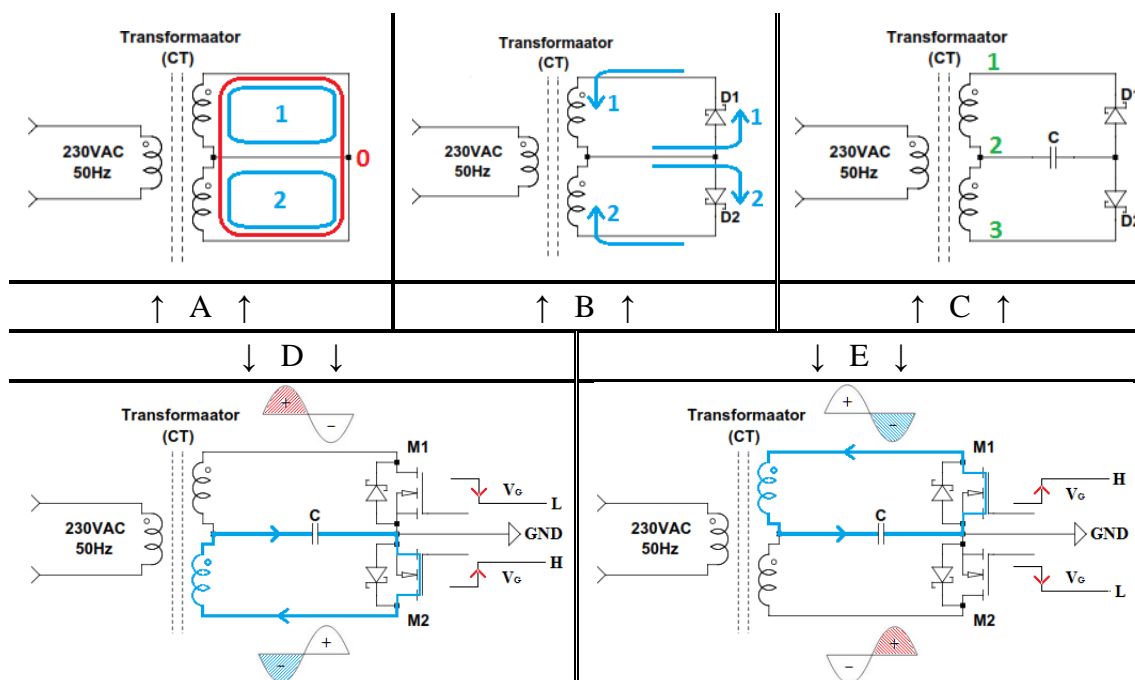 Transformaator
(CT)
1
2
0
230VAC
50Hz
Transformaator
(CT)
1
D1
1
2
2
D2
230VAC
50Hz
Transformaator
(CT)
1
D1
C
2
3
D2
230VAC
50Hz
↑ A ↑
↑ B ↑
↑ C ↑
↓ D ↓
↓ E ↓
+
−
Transformaator
(CT)
M1
VG
L
C
230VAC
50Hz
GND
H
VG
M2
−
+
+
−
Transformaator
(CT)
M1
H
VG
C
230VAC
50Hz
GND
VG
L
M2
−
+